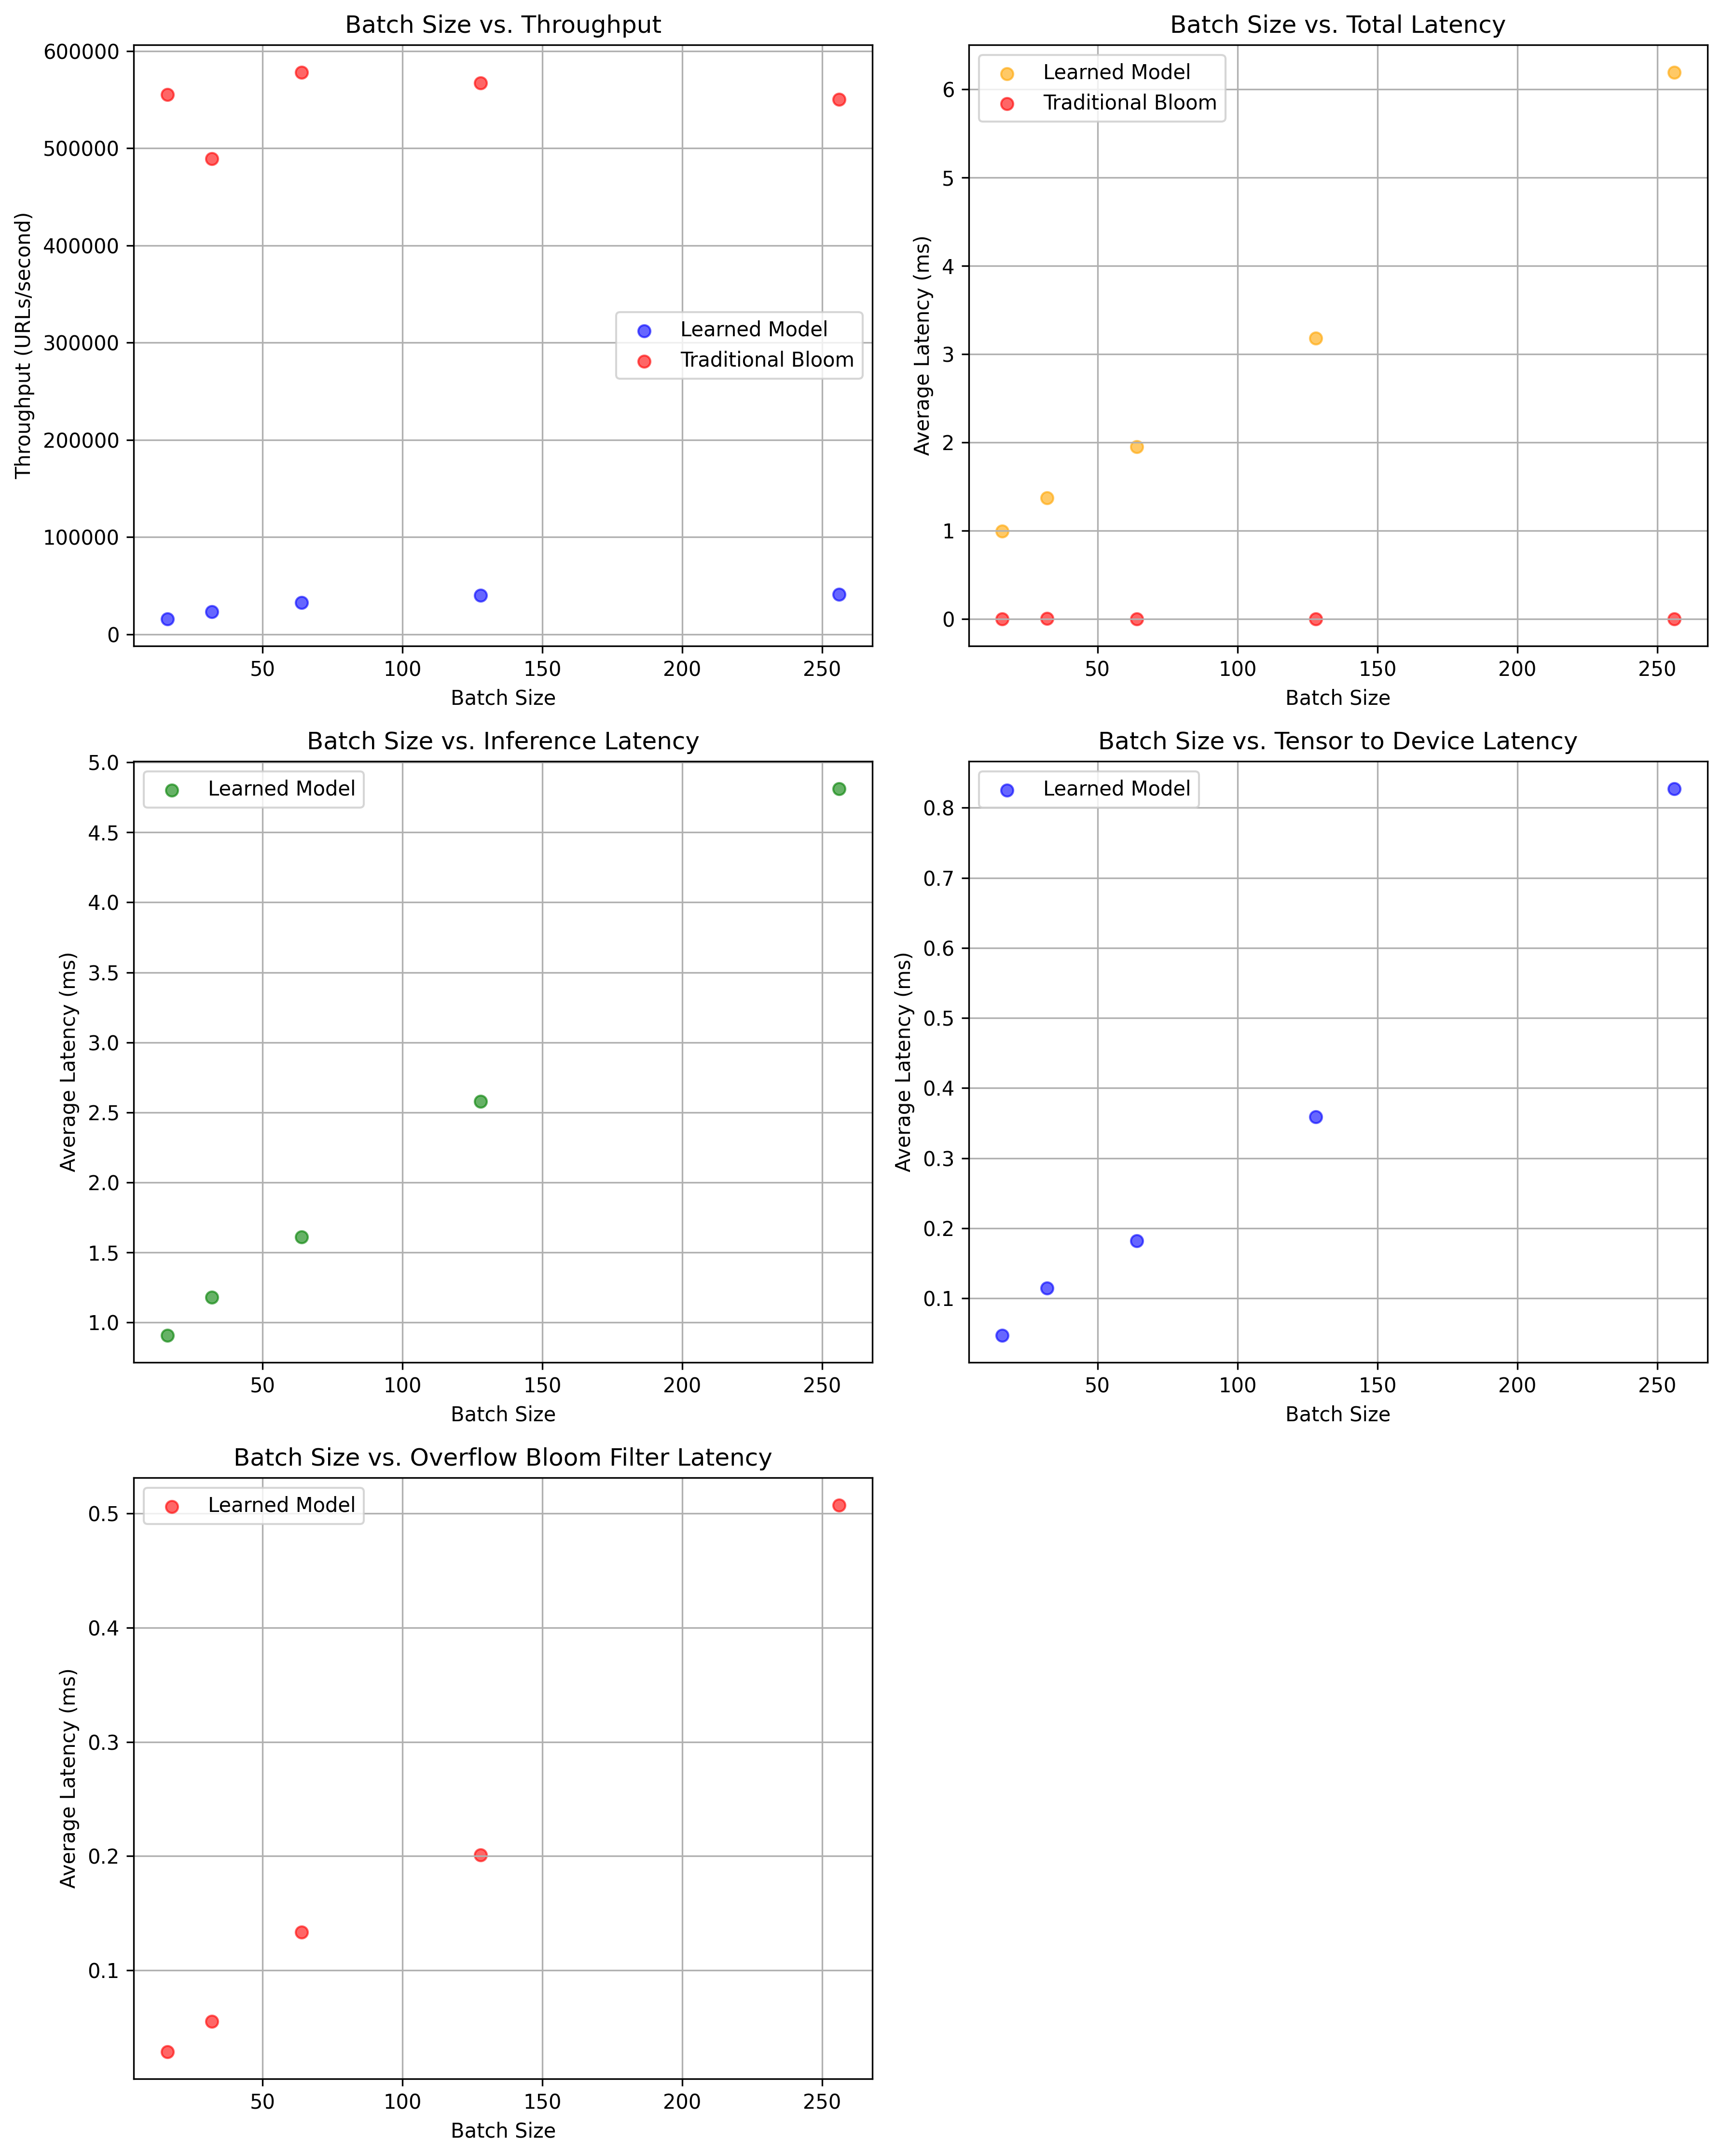 Batch Size vs. Throughput
600000
500000
400000
300000
200000
100000
0
Throughput (URLs/second)
Learned Model
Traditional Bloom
50 100 150 200 250
Batch Size
Batch Size vs. Total Latency
6
5
4
3
2
1
0
Average Latency (ms)
Learned Model
Traditional Bloom
50 100 150 200 250
Batch Size
Batch Size vs. Inference Latency
5.0
4.5
4.0
3.5
3.0
2.5
2.0
1.5
1.0
Average Latency (ms)
Learned Model
50 100 150 200 250
Batch Size
Batch Size vs. Tensor to Device Latency
0.8
0.7
0.6
0.5
0.4
0.3
0.2
0.1
Average Latency (ms)
Learned Model
50 100 150 200 250
Batch Size
Batch Size vs. Overflow Bloom Filter Latency
0.5
0.4
0.3
0.2
0.1
Average Latency (ms)
Learned Model
50 100 150 200 250
Batch Size